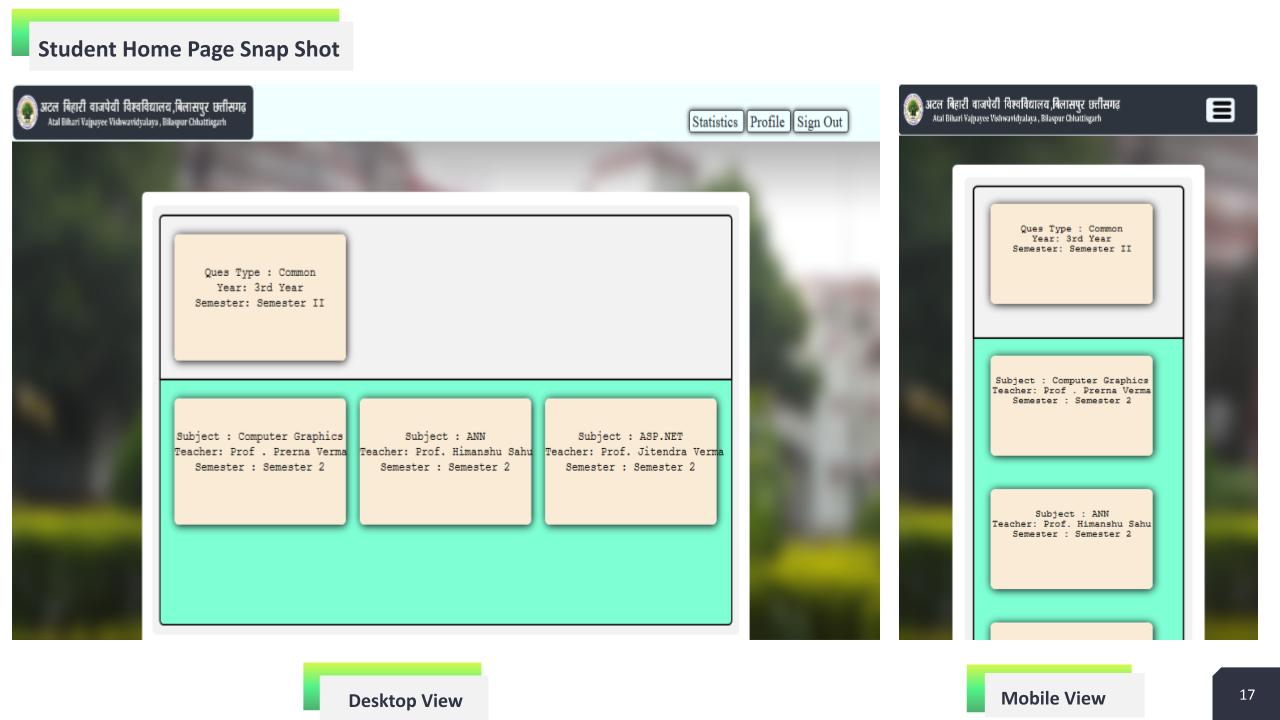 Student Home Page Snap Shot
अटल बिहारी वाजपेयी विश्वविद्यालय,बिलासपुर छत्तीसगढ़
Atal Bihari Vajpayee Vishwavidyalaya , Bilaspur Chhattisgarh
Statistics Profile Sign Out
Ques Type : Common
Year: 3rd Year
Semester: Semester II
Subject : Computer Graphics
Teacher: Prof . Prerna Verma
Semester : Semester 2
Subject : ANN
Teacher: Prof. Himanshu Sahu
Semester : Semester 2
Subject : ASP.NET
Teacher: Prof. Jitendra Verma
Semester : Semester 2
Desktop View
अटल बिहारी वाजपेयी विश्वविद्यालय,बिलासपुर छत्तीसगढ़
Atal Bihari Vajpayee Vishwavidyalaya , Bilaspur Chhattisgarh
Ques Type : Common
Year: 3rd Year
Semester: Semester II
Subject : Computer Graphics
Teacher: Prof . Prerna Verma
Semester : Semester 2
Subject : ANN
Teacher: Prof. Himanshu Sahu
Semester : Semester 2
Mobile View
17